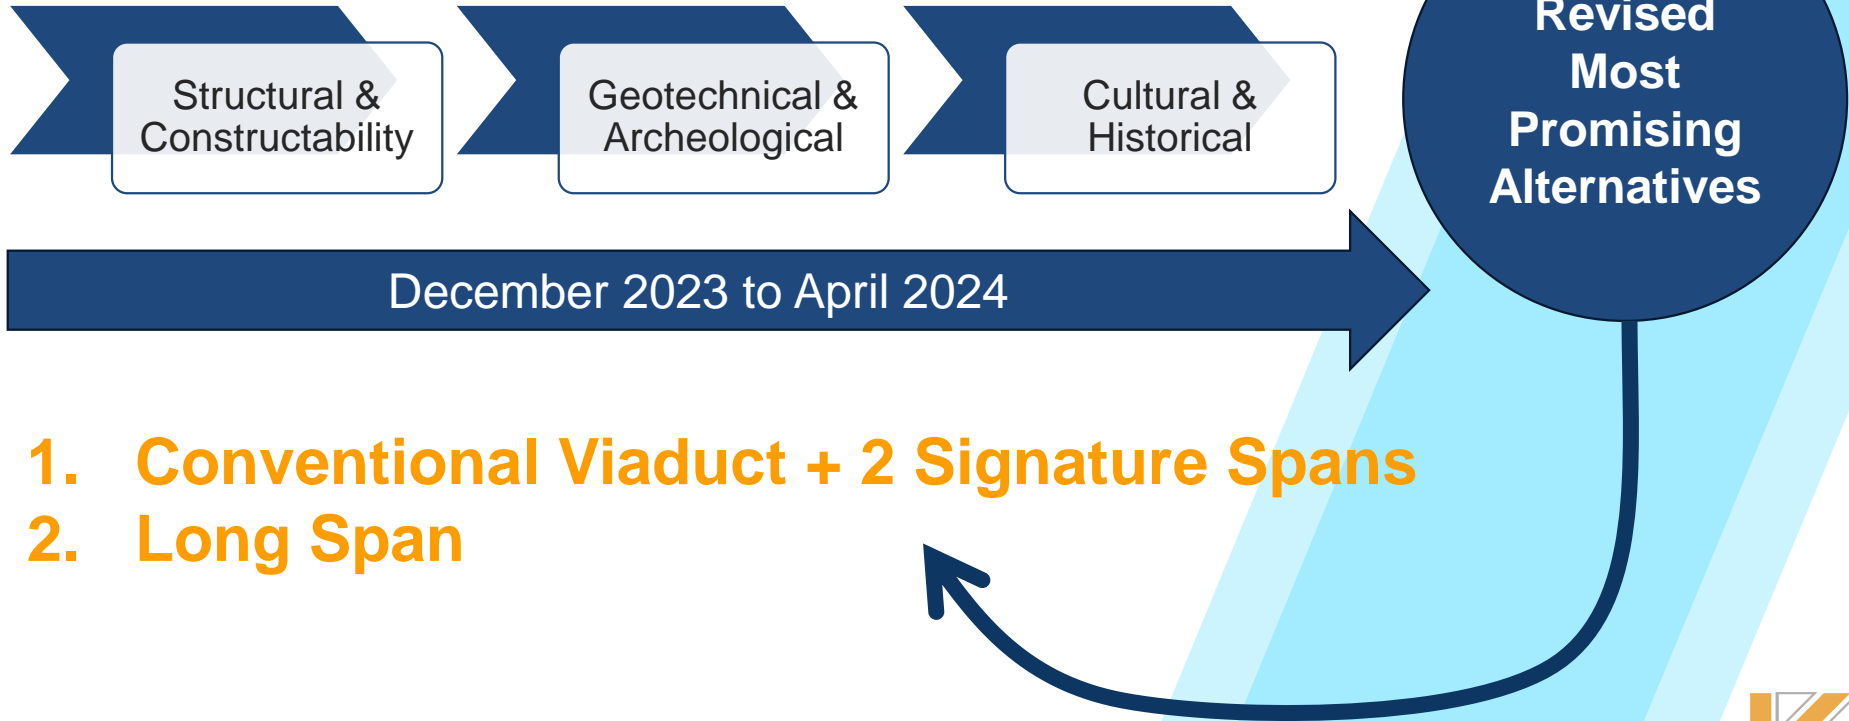 Structural &
Constructability
Geotechnical &
Archeological
Cultural &
Historical
Revised
Most
Promising
Alternatives
December 2023 to April 2024
1. Conventional Viaduct + 2 Signature Spans
2. Long Span